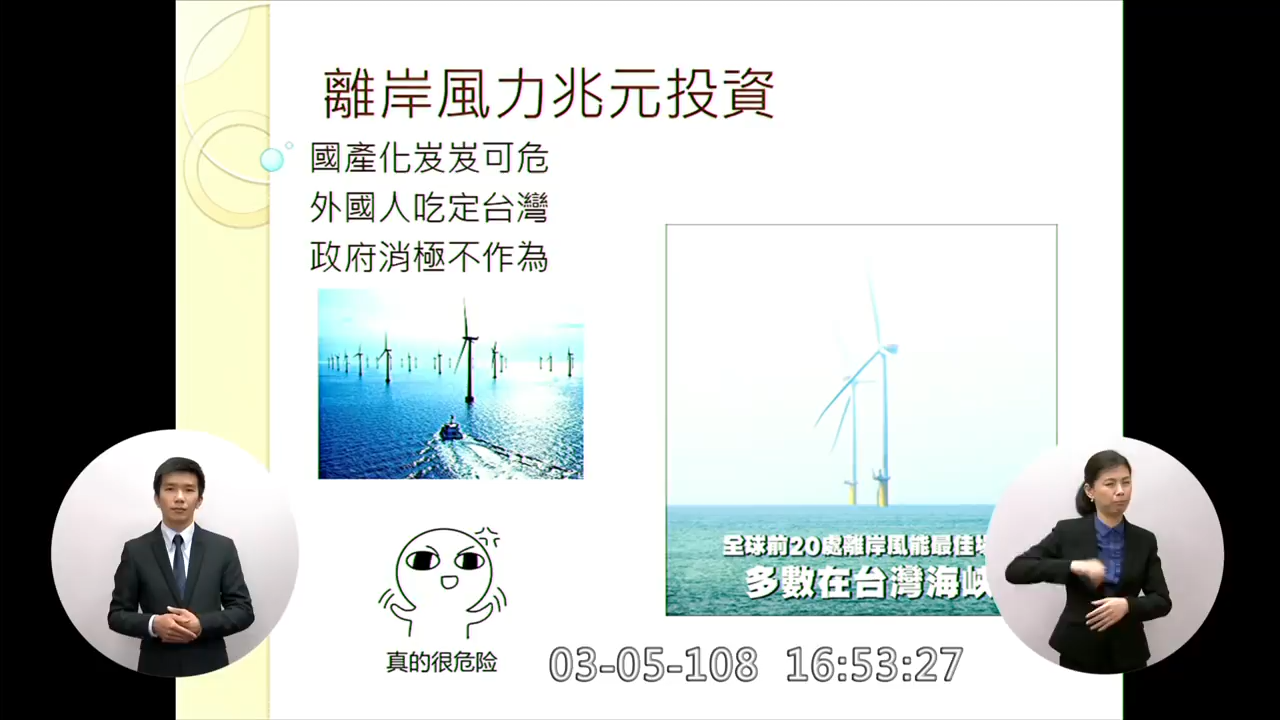 離岸風力兆元投資
國產化岌岌可危
外國人吃定台灣
政府消極不作為
全球前20處離岸風能最佳
多數在台灣海峽
真的很危险
03-05-108 16:53:27